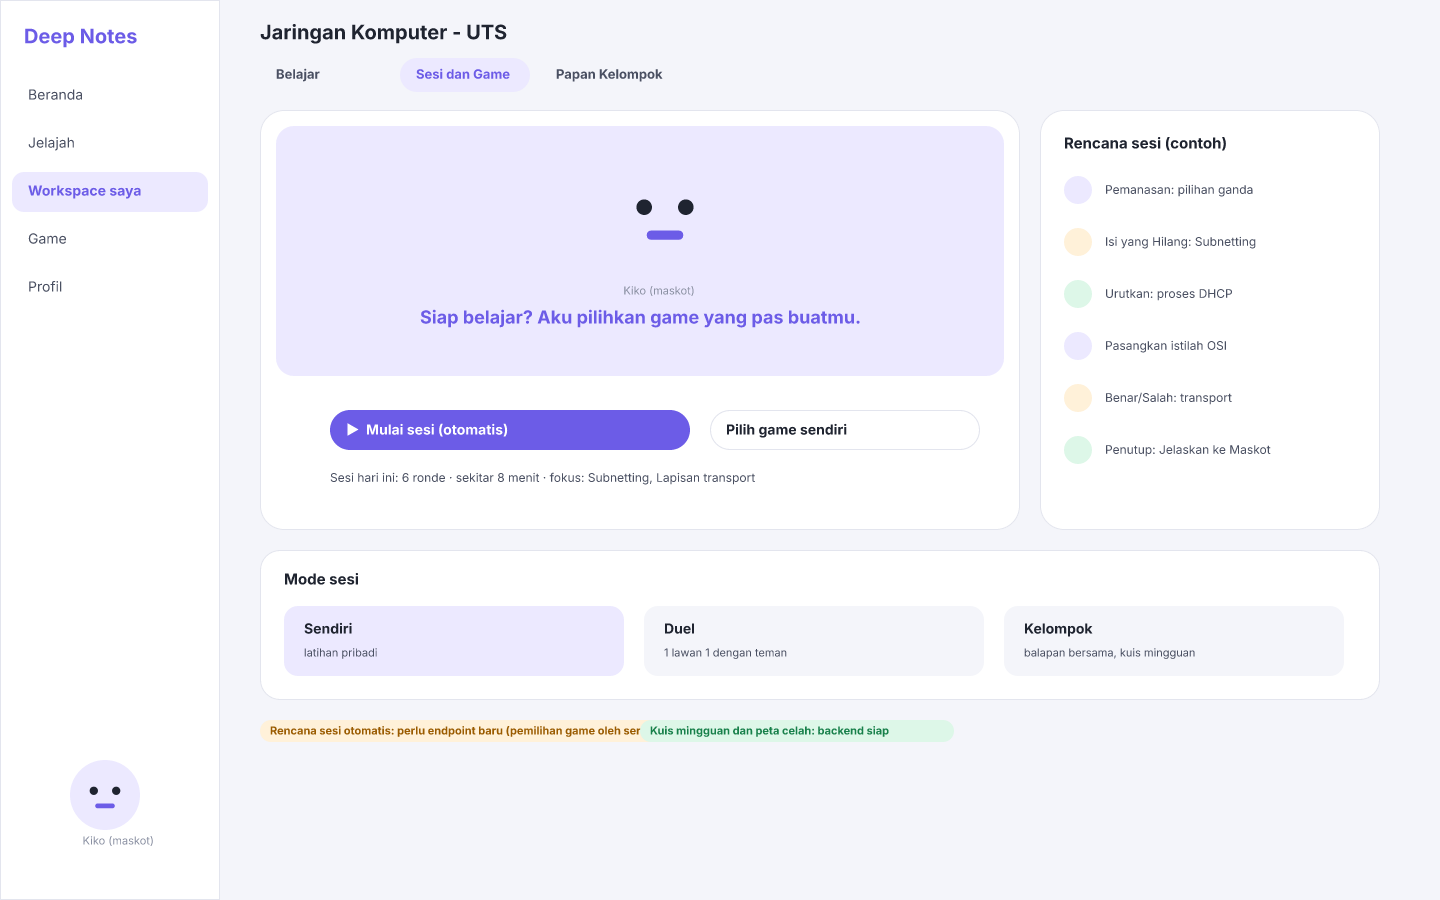 Deep Notes
Beranda
Jelajah
Workspace saya
Game
Profil
Kiko (maskot)
Jaringan Komputer - UTS
Belajar
Sesi dan Game
Papan Kelompok
Kiko (maskot)
Siap belajar? Aku pilihkan game yang pas buatmu.
▶ Mulai sesi (otomatis)
Pilih game sendiri
Sesi hari ini: 6 ronde · sekitar 8 menit · fokus: Subnetting, Lapisan transport
Rencana sesi (contoh)
Pemanasan: pilihan ganda
Isi yang Hilang: Subnetting
Urutkan: proses DHCP
Pasangkan istilah OSI
Benar/Salah: transport
Penutup: Jelaskan ke Maskot
Mode sesi
Sendiri
latihan pribadi
Duel
1 lawan 1 dengan teman
Kelompok
balapan bersama, kuis mingguan
Rencana sesi otomatis: perlu endpoint baru (pemilihan game oleh ser
Kuis mingguan dan peta celah: backend siap